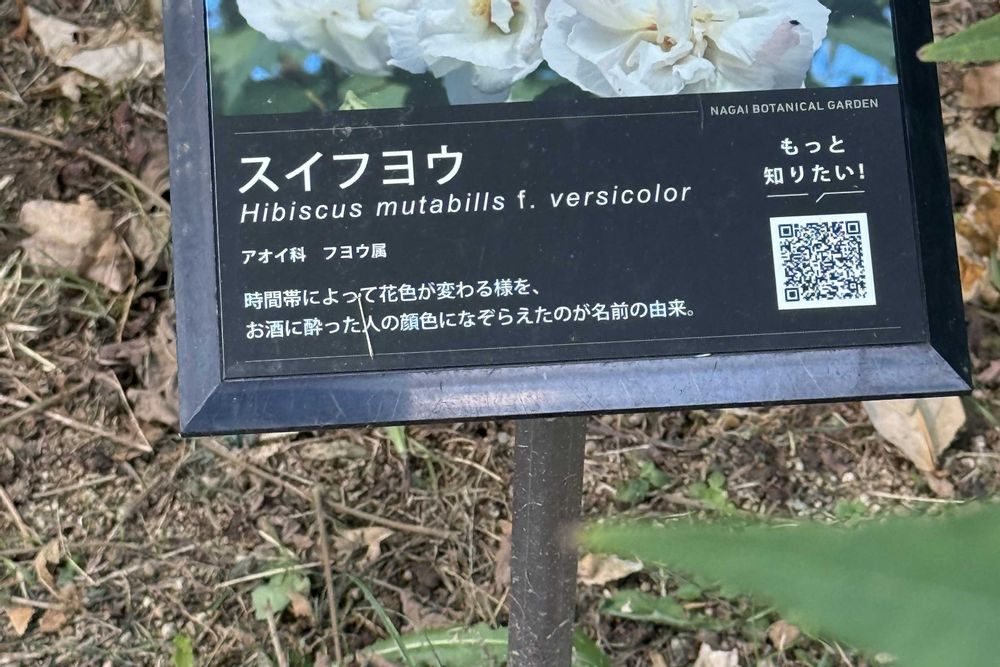 NAGAI BOTANICAL GARDEN
スイフヨウ
Hibiscus mutabills f. versicolor
アオイ科　フヨウ属
時間帯によって花色が変わる様を、
お酒に酔った人の顔色になぞらえたのが名前の由来。
もっと
知りたい!